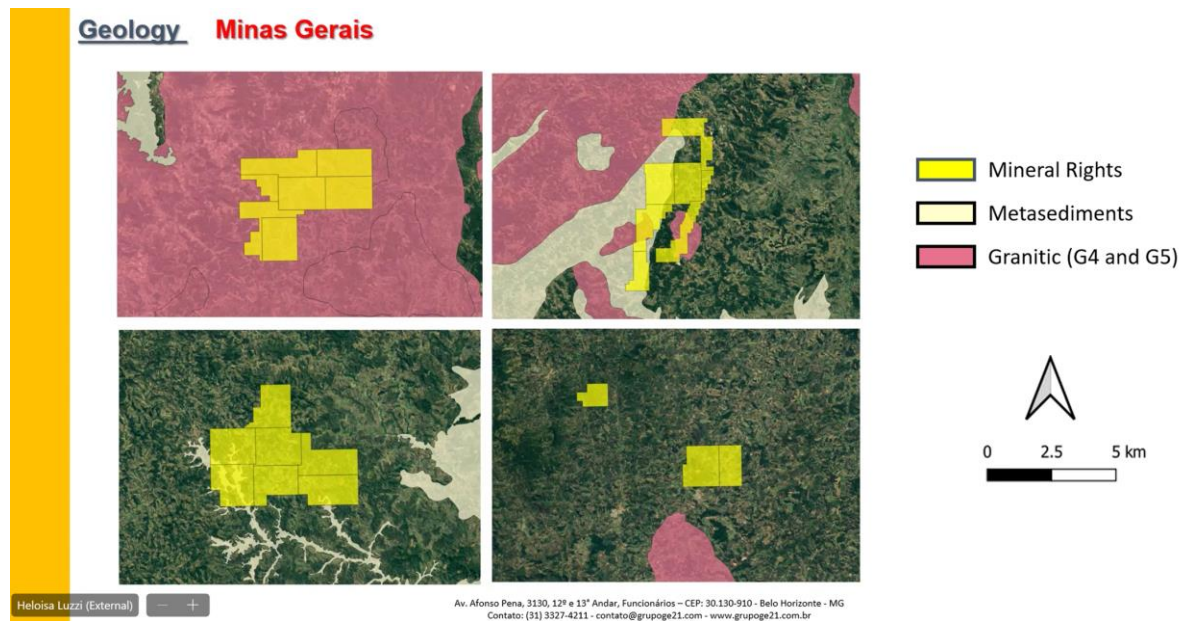 Geology Minas Gerais
Mineral Rights
Metasediments
Granitic (G4 and G5)
0 2.5 5 km
Heloisa Luzzi (External)
Av. Afonso Pena, 3130, 12º e 13° Andar, Funcionários – CEP: 30.130-910 - Belo Horizonte - MG
Contato: (31) 3327-4211 - contato@grupoge21.com - www.grupoge21.com.br